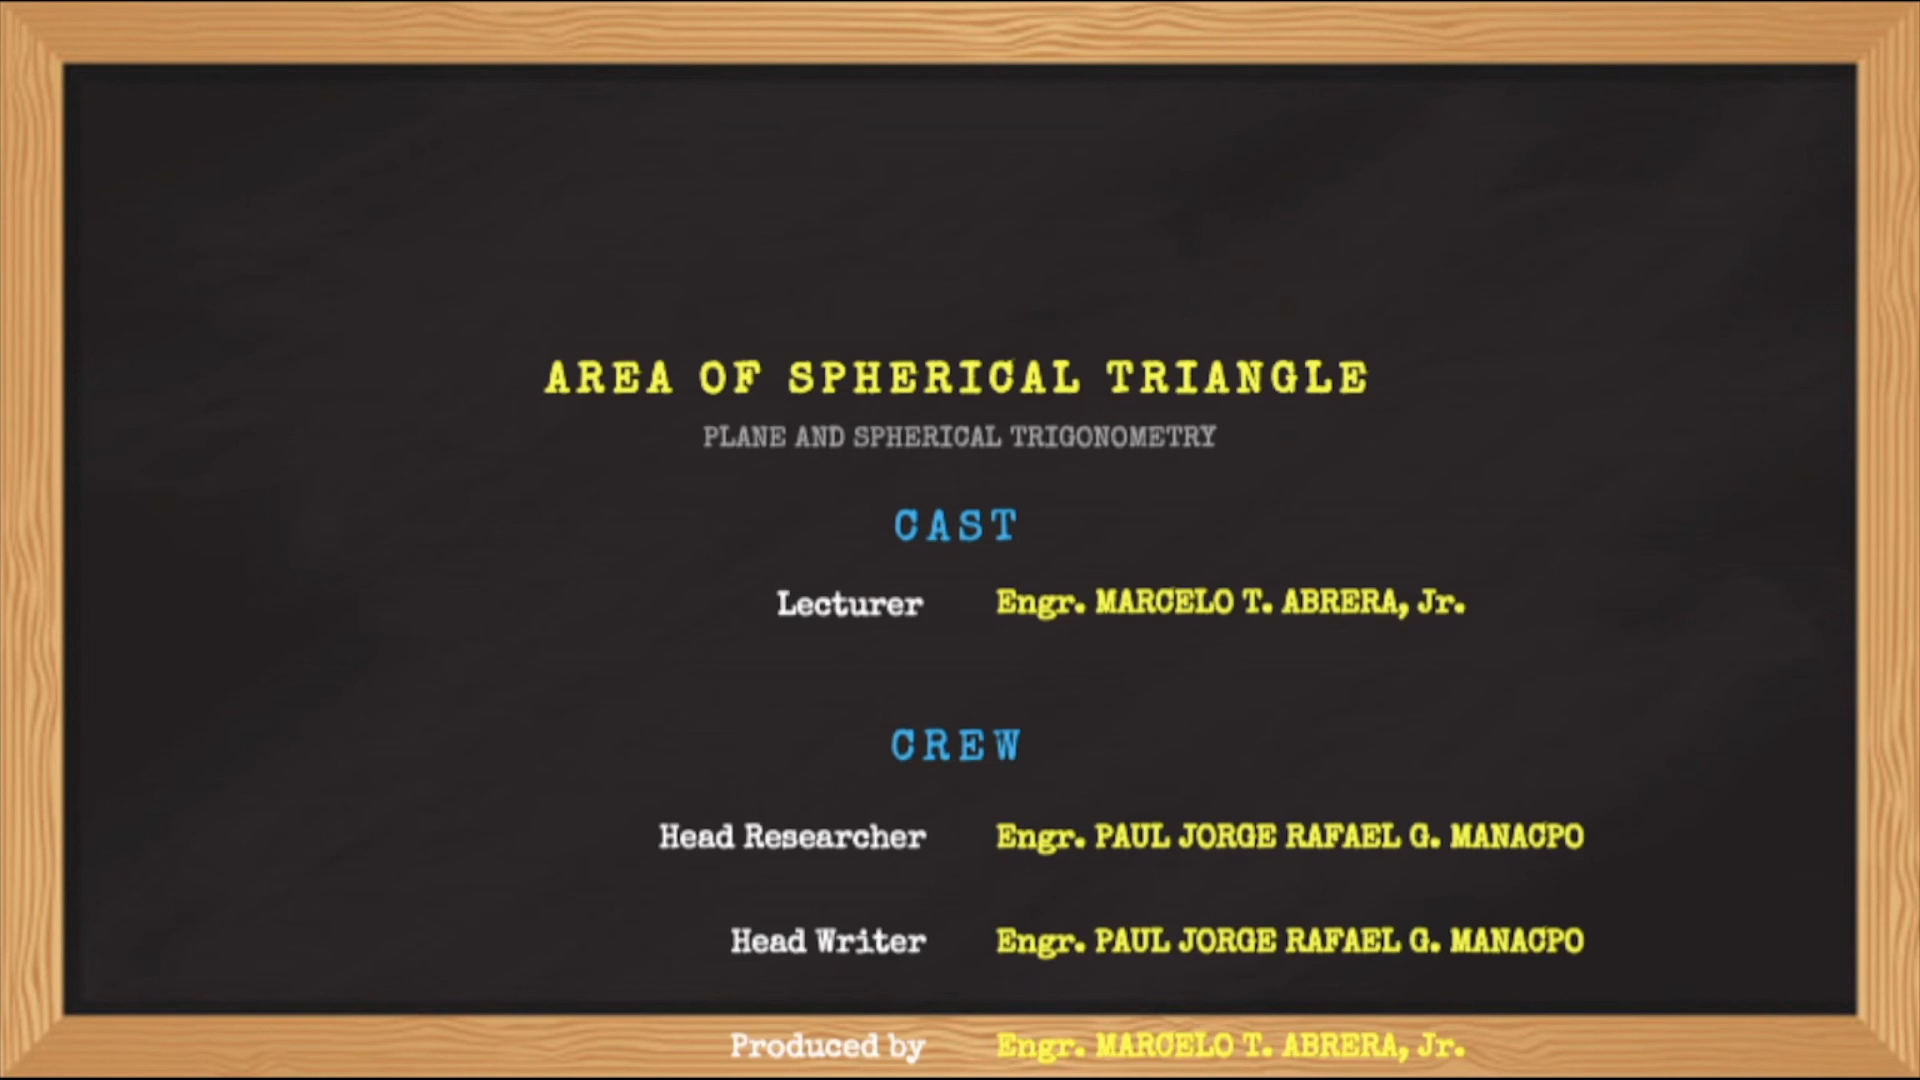 AREA OF SPHERICAL TRIANGLE
PLANE AND SPHERICAL TRIGONOMETRY
CAST
Lecturer Engr. MARCELO T. ABRERA, Jr.
CREW
Head Researcher Engr. PAUL JORGE RAFAEL G. MANACPO
Head Writer Engr. PAUL JORGE RAFAEL G. MANACPO
Produced by Engr. MARCELO T. ABRERA, Jr.